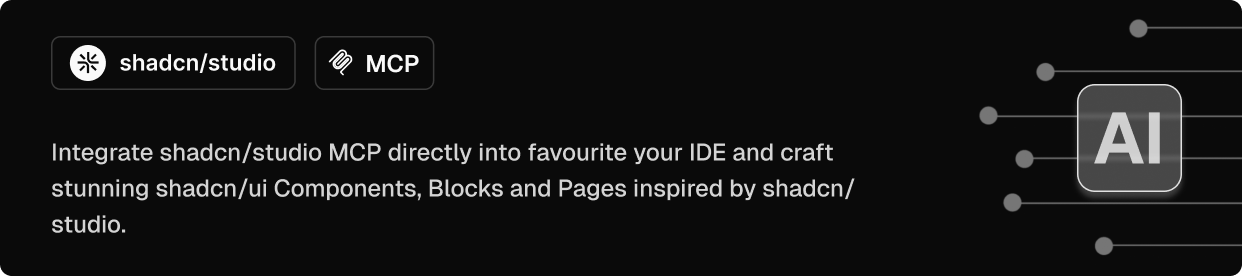 shadcn/studio MCP
Integrate shadcn/studio MCP directly into favourite your IDE and craft
stunning shadcn/ui Components, Blocks and Pages inspired by shadcn/
studio.
AI